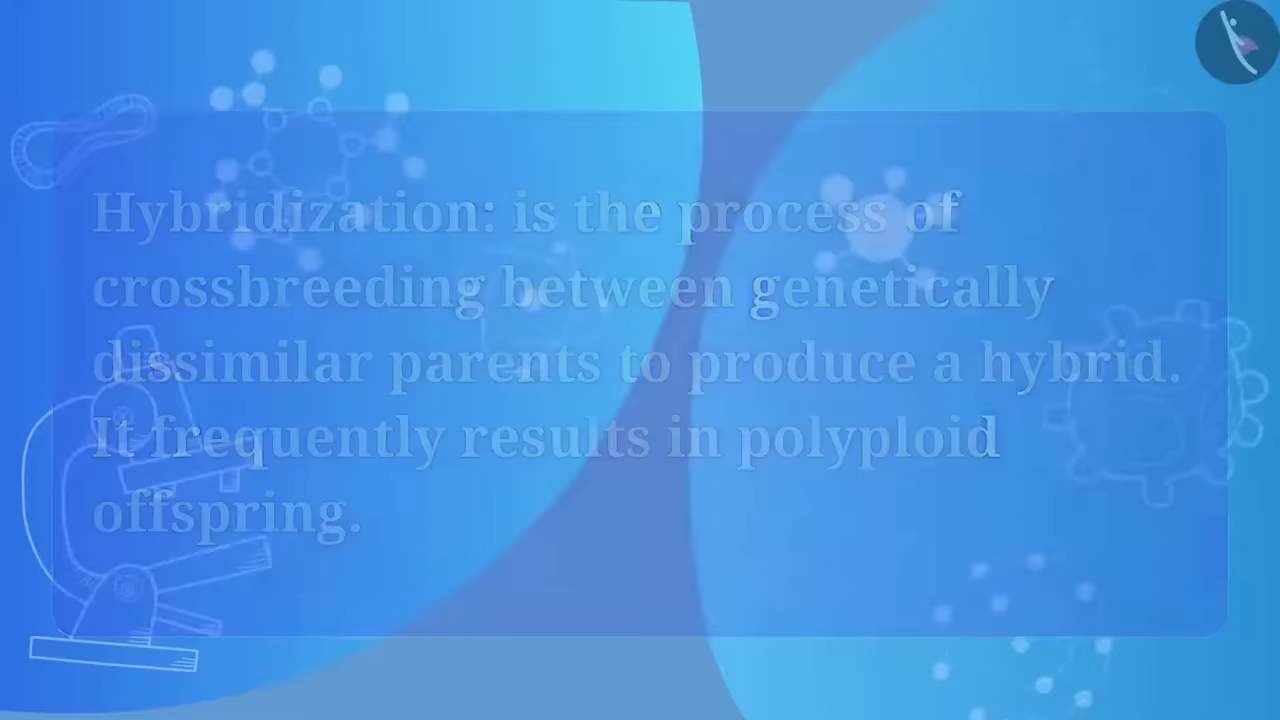 Hybridization: is the process of
crossbreeding between genetically
dissimilar parents to produce a hybrid.
It frequently results in polyploid
offspring.